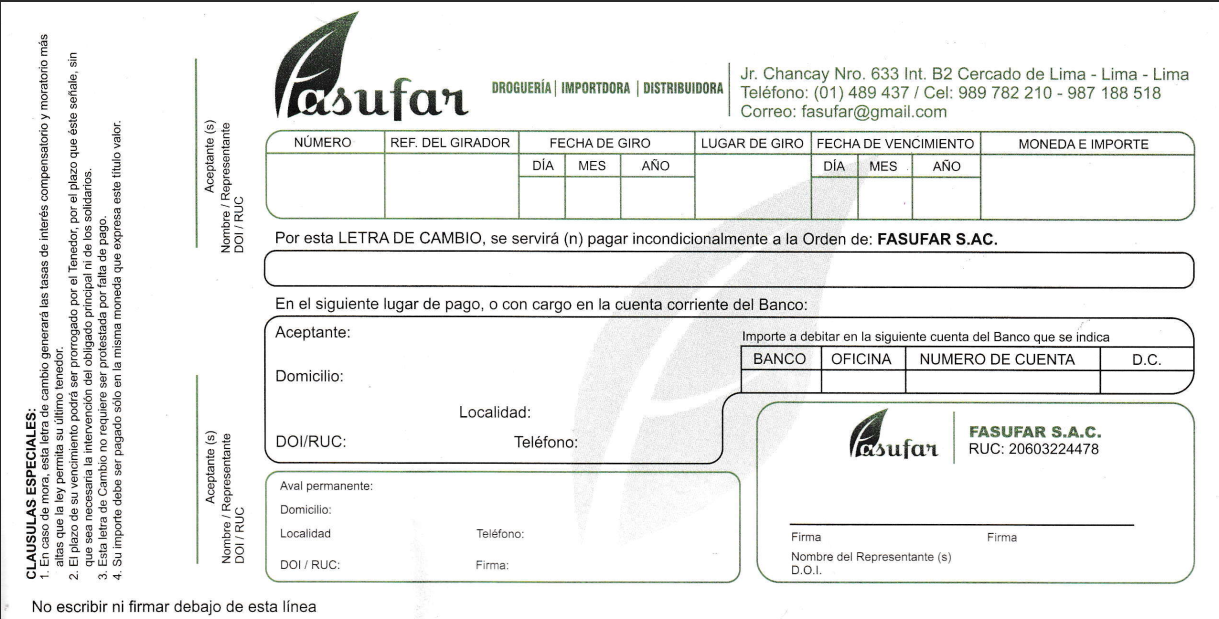 CLAUSULAS ESPECIALES:
1. En caso de mora, esta letra de cambio generará las tasas de interés compensatorio y moratorio más
altas que la ley permita su último tenedor.
2. El plazo de su vencimiento podrá ser prorrogado por el Tenedor, por el plazo que éste señale, sin
que sea necesaria la intervención del obligado principal ni de los solidarios.
3. Esta letra de Cambio no requiere ser protestada por falta de pago.
4. Su importe debe ser pagado sólo en la misma moneda que expresa este título valor.
Aceptante (s)
Nombre / Representante
DOI / RUC
Aceptante (s)
Nombre / Representante
DOI / RUC
Fasufar
DROGUERÍA | IMPORTDORA | DISTRIBUIDORA
Jr. Chancay Nro. 633 Int. B2 Cercado de Lima - Lima - Lima
Teléfono: (01) 489 437 / Cel: 989 782 210 - 987 188 518
Correo: fasufar@gmail.com
NÚMERO REF. DEL GIRADOR FECHA DE GIRO LUGAR DE GIRO FECHA DE VENCIMIENTO MONEDA E IMPORTE
DÍA MES AÑO DÍA MES AÑO
Por esta LETRA DE CAMBIO, se servirá (n) pagar incondicionalmente a la Orden de: FASUFAR S.AC.
En el siguiente lugar de pago, o con cargo en la cuenta corriente del Banco:
Aceptante:
Domicilio:
Localidad:
DOI/RUC: Teléfono:
Importe a debitar en la siguiente cuenta del Banco que se indica
BANCO OFICINA NUMERO DE CUENTA D.C.
Aval permanente:
Domicilio:
Localidad Teléfono:
DOI / RUC: Firma:
Fasufar
FASUFAR S.A.C.
RUC: 20603224478
Firma Firma
Nombre del Representante (s)
D.O.I.
No escribir ni firmar debajo de esta línea